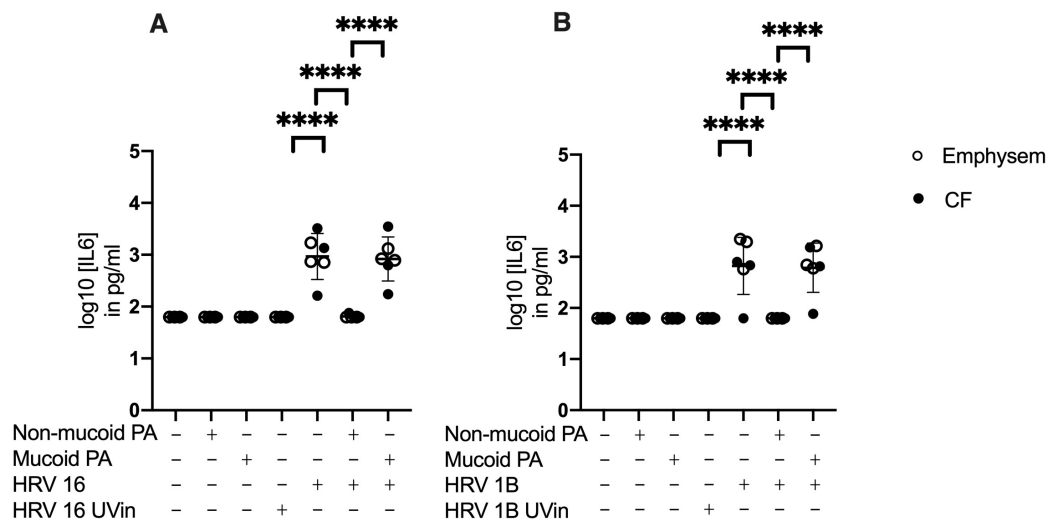 A
****
****
****
5
4
3
2
1
0
log10 [IL6]
in pg/ml
Non-mucoid PA – + – – – + –
Mucoid PA – – + – – – +
HRV 16 – – – – + + +
HRV 16 UVin – – – + – – –
B
****
****
****
5
4
3
2
1
0
log10 [IL6]
in pg/ml
Non-mucoid PA – + – – – + –
Mucoid PA – – + – – – +
HRV 1B – – – – + + +
HRV 1B UVin – – – + – – –
Emphysem
CF